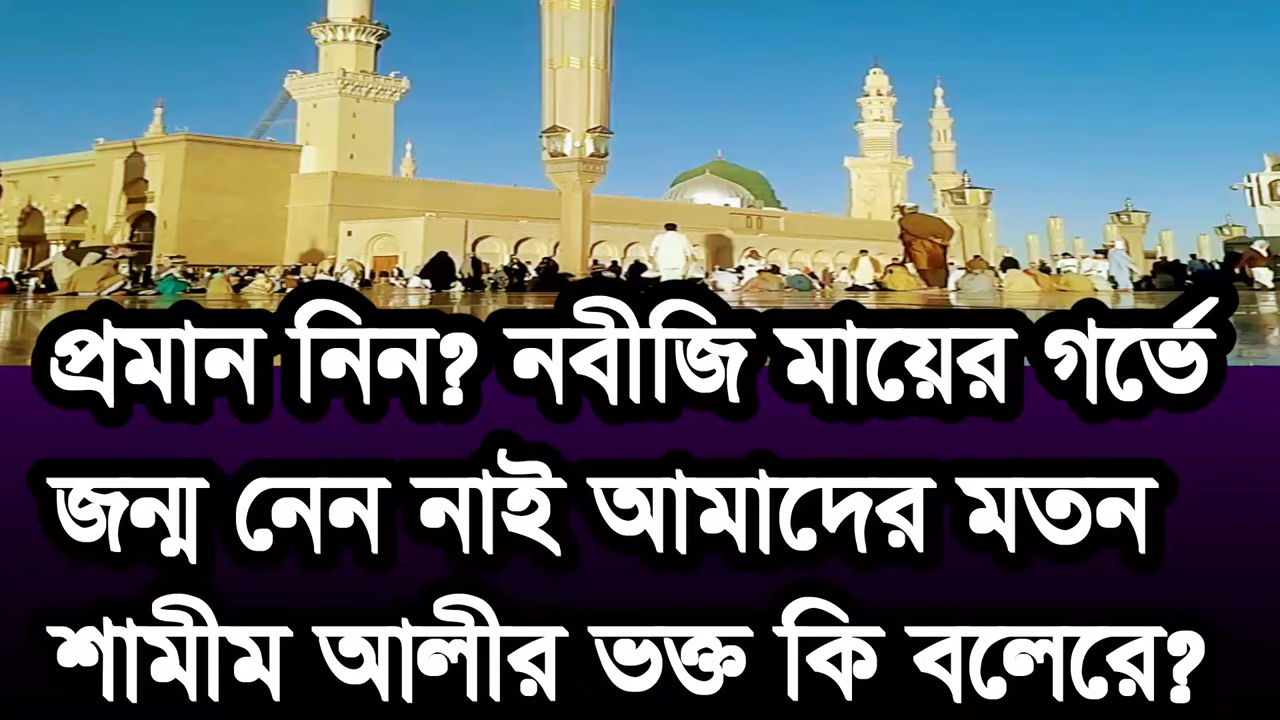 প্রমান নিন? নবীজি মায়ের গর্ভে
জন্ম নেন নাই আমাদের মতন
শামীম আলীর ভক্ত কি বলেরে?